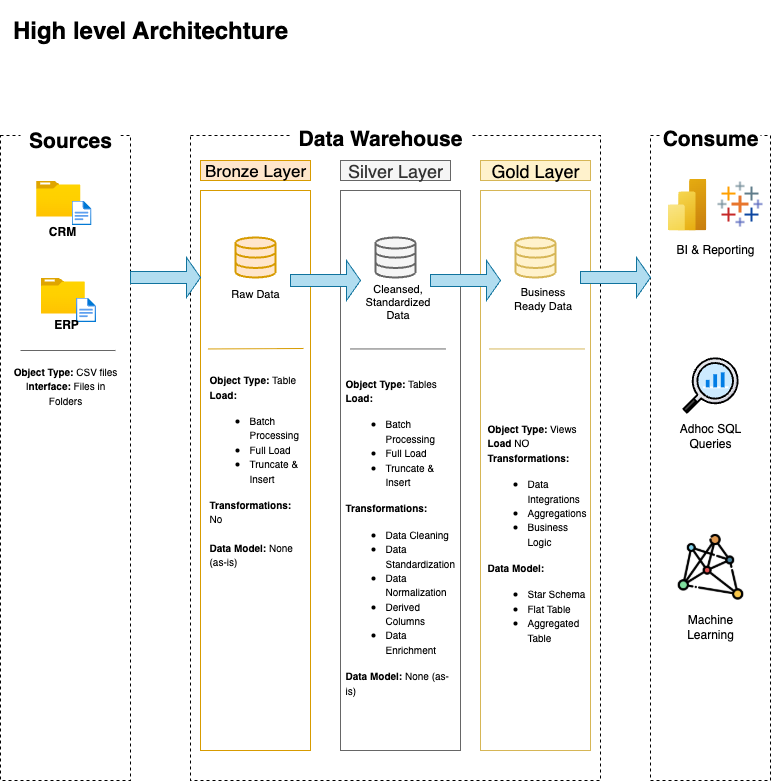 High level Architechture
Sources
CRM
ERP
Object Type: CSV files
Interface: Files in
Folders
Data Warehouse
Bronze Layer
Raw Data
Object Type: Table
Load:
• Batch
Processing
• Full Load
• Truncate &
Insert
Transformations:
No
Data Model: None
(as-is)
Silver Layer
Cleansed,
Standardized
Data
Object Type: Tables
Load:
• Batch
Processing
• Full Load
• Truncate &
Insert
Transformations:
• Data Cleaning
• Data
Standardization
• Data
Normalization
• Derived
Columns
• Data
Enrichment
Data Model: None (as-
is)
Gold Layer
Business
Ready Data
Object Type: Views
Load NO
Transformations:
• Data
Integrations
• Aggregations
• Business
Logic
Data Model:
• Star Schema
• Flat Table
• Aggregated
Table
Consume
BI & Reporting
Adhoc SQL
Queries
Machine
Learning